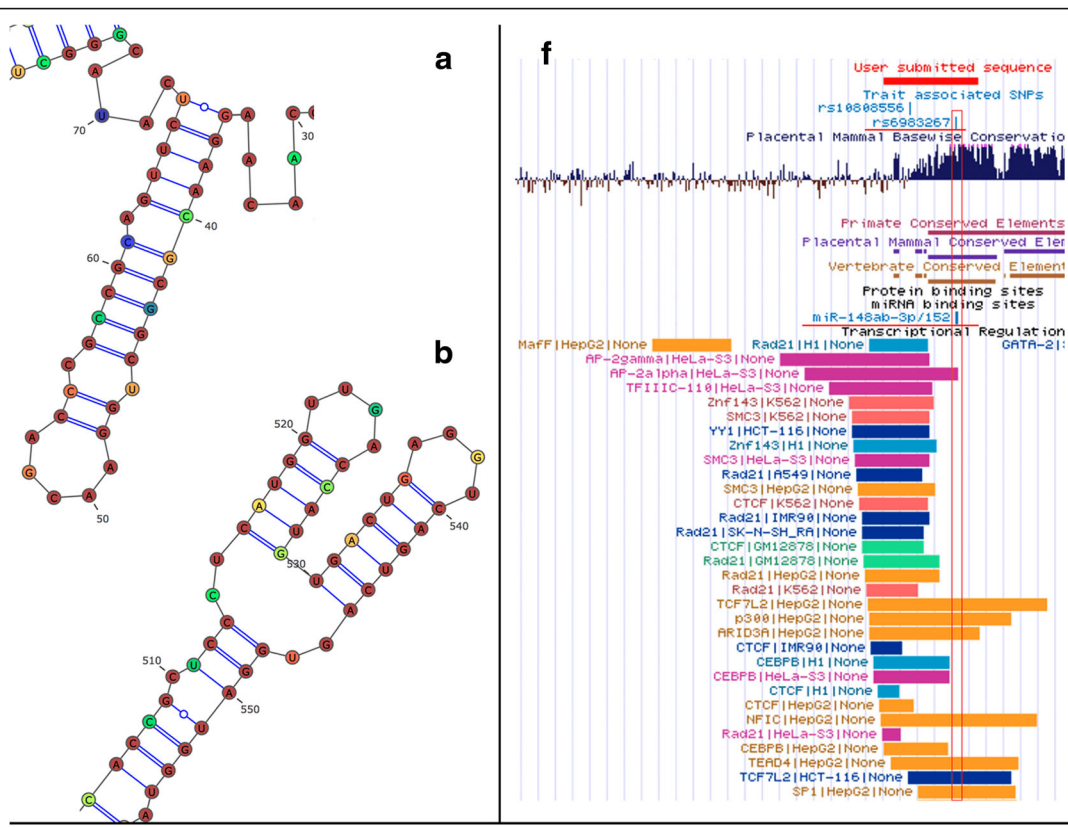 a
b
f
70
30
40
60
50
520
530
540
510
550
User submitted sequence
Trait associated SNPs
rs10808556
rs6983267
Placental Mammal Basewise Conservatio
Primate Conserved Elements
Placental Mammal Conserved Elem
Vertebrate Conserved Element
Protein binding sites
miRNA binding sites
miR-148ab-3p/152
Transcriptional Regulation
MafF|HepG2|None Rad21|H1|None GATA-2|
AP-2gamma|HeLa-S3|None
AP-2alpha|HeLa-S3|None
TFIIIC-110|HeLa-S3|None
Znf143|K562|None
SMC3|K562|None
YY1|HCT-116|None
Znf143|H1|None
SMC3|HeLa-S3|None
Rad21|A549|None
SMC3|HepG2|None
CTCF|K562|None
Rad21|IMR90|None
Rad21|SK-N-SH_RA|None
CTCF|GM12878|None
Rad21|GM12878|None
Rad21|HepG2|None
Rad21|K562|None
TCF7L2|HepG2|None
p300|HepG2|None
ARID3A|HepG2|None
CTCF|IMR90|None
CEBPB|H1|None
CEBPB|HeLa-S3|None
CTCF|H1|None
CTCF|HepG2|None
NFIC|HepG2|None
Rad21|HeLa-S3|None
CEBPB|HepG2|None
TEAD4|HepG2|None
TCF7L2|HCT-116|None
SP1|HepG2|None